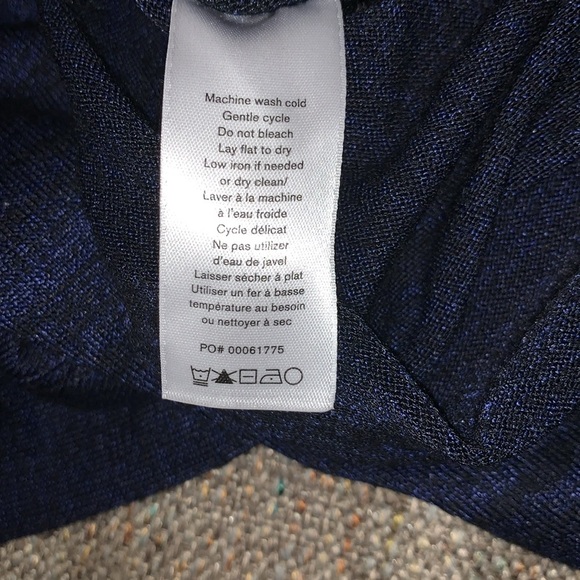 Machine wash cold
Gentle cycle
Do not bleach
Lay flat to dry
Low iron if needed
or dry clean/
Laver à la machine
à l'eau froide
Cycle délicat
Ne pas utilizer
d'eau de javel
Laisser sécher à plat
Utiliser un fer à basse
température au besoin
ou nettoyer à sec
PO# 00061775